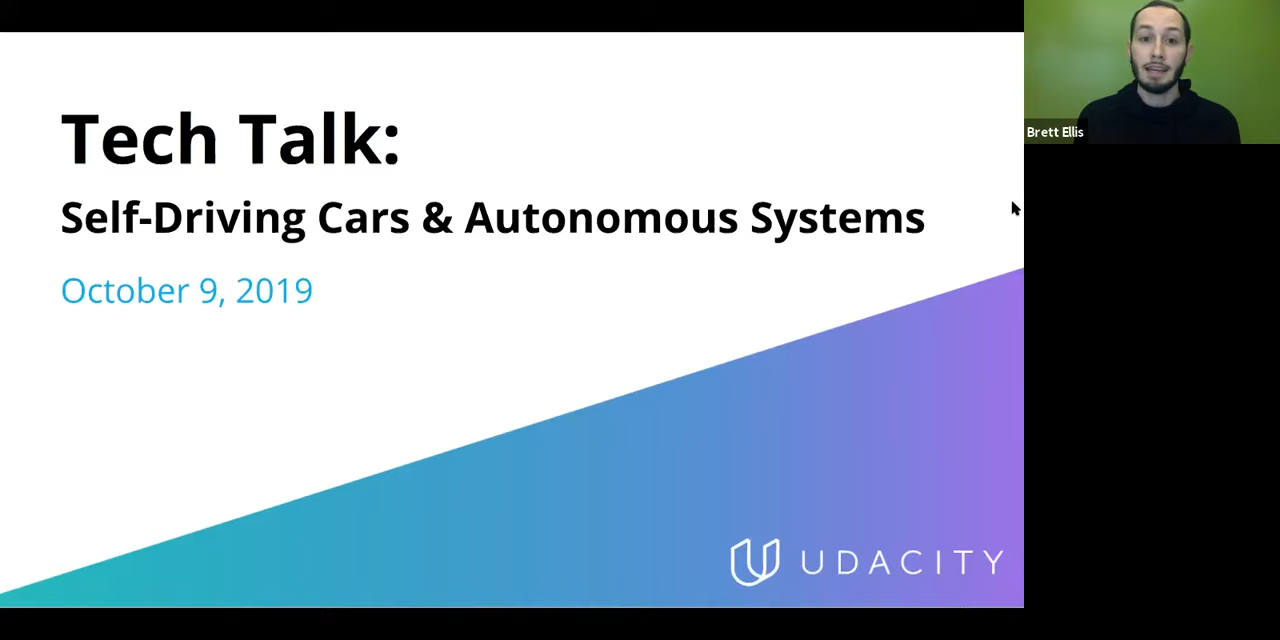 Tech Talk:
Self-Driving Cars & Autonomous Systems
October 9, 2019
UDACITY
Brett Ellis